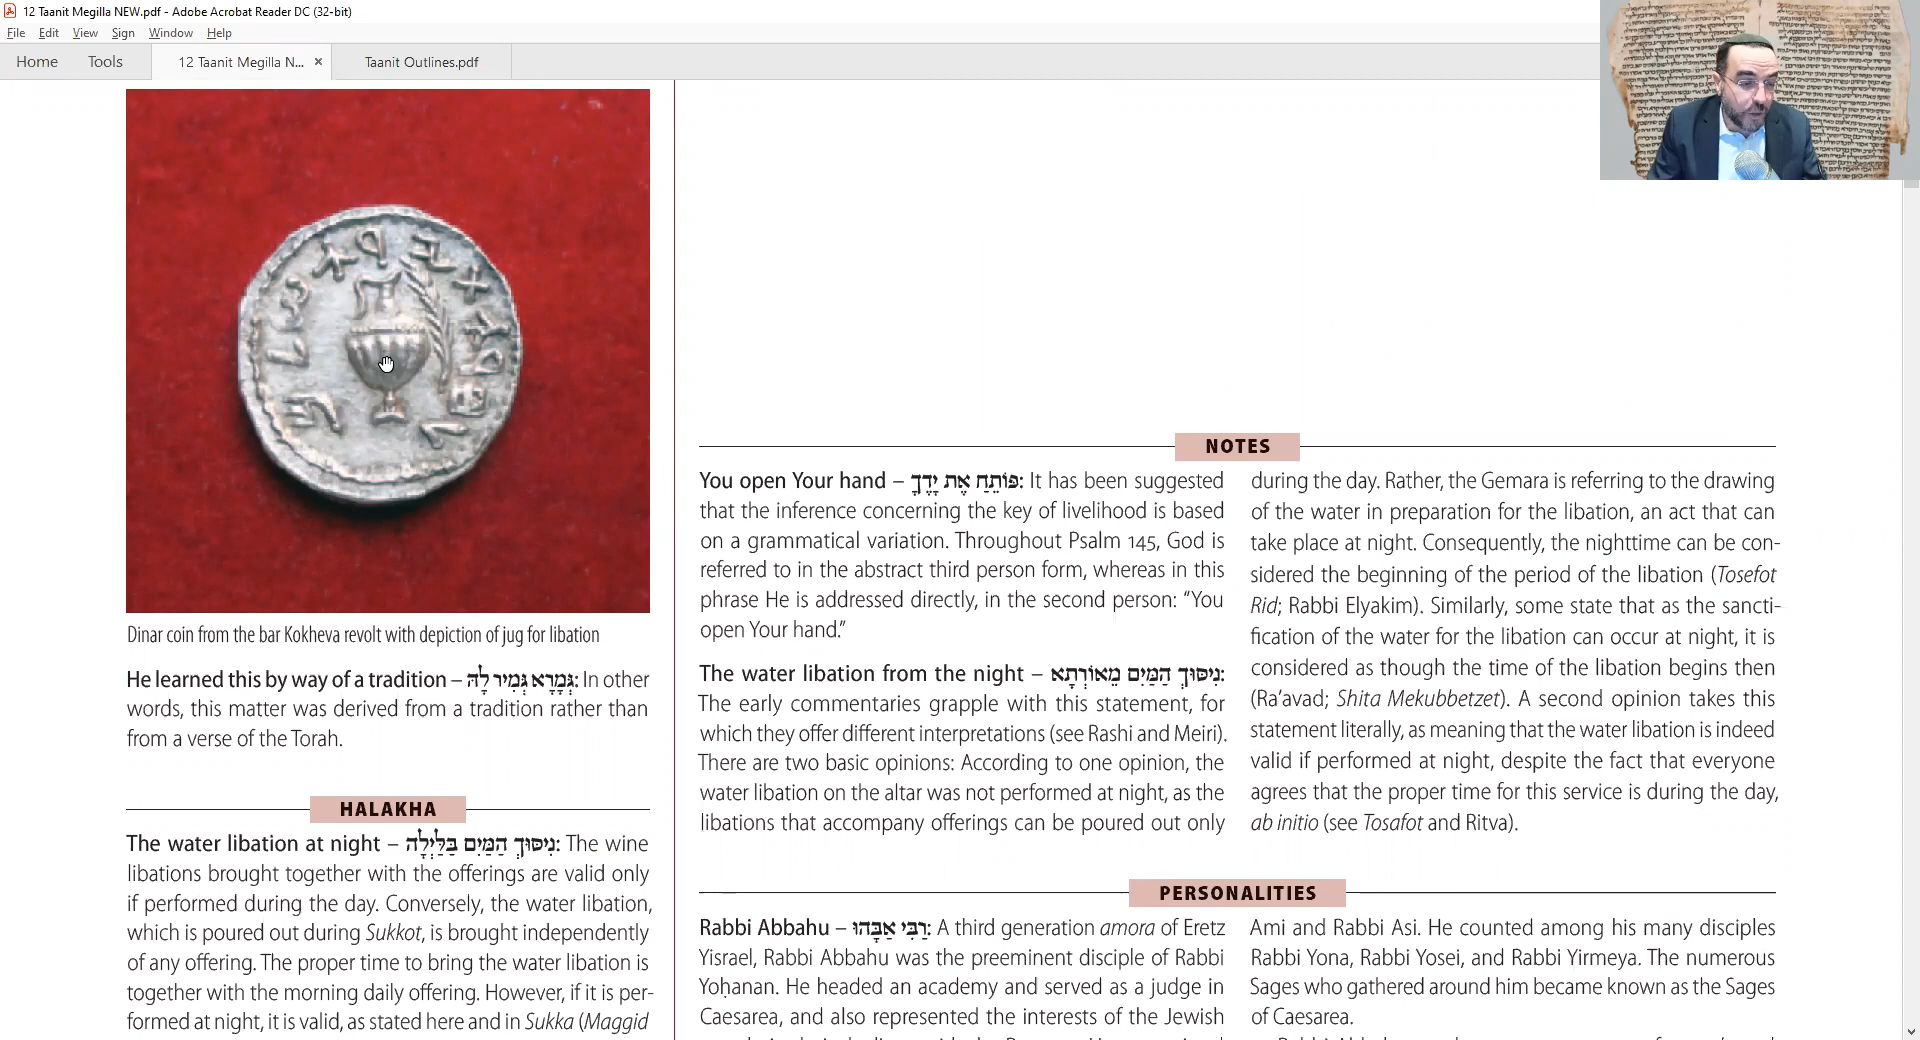 12 Taanit Megilla NEW.pdf - Adobe Acrobat Reader DC (32-bit)
File Edit View Sign Window Help
Home Tools 12 Taanit Megilla N... × Taanit Outlines.pdf
Dinar coin from the bar Kokheva revolt with depiction of jug for libation
He learned this by way of a tradition – גְּמָרָא גְּמִיר לָהּ: In other
words, this matter was derived from a tradition rather than
from a verse of the Torah.
HALAKHA
The water libation at night – נִיסּוּךְ הַמַּיִם בַּלַּיְלָה: The wine
libations brought together with the offerings are valid only
if performed during the day. Conversely, the water libation,
which is poured out during Sukkot, is brought independently
of any offering. The proper time to bring the water libation is
together with the morning daily offering. However, if it is per-
formed at night, it is valid, as stated here and in Sukka (Maggid
NOTES
You open Your hand – פּוֹתֵחַ אֶת יָדֶךָ: It has been suggested
that the inference concerning the key of livelihood is based
on a grammatical variation. Throughout Psalm 145, God is
referred to in the abstract third person form, whereas in this
phrase He is addressed directly, in the second person: “You
open Your hand.”
The water libation from the night – נִיסּוּךְ הַמַּיִם מֵאוֹרְתָא:
The early commentaries grapple with this statement, for
which they offer different interpretations (see Rashi and Meiri).
There are two basic opinions: According to one opinion, the
water libation on the altar was not performed at night, as the
libations that accompany offerings can be poured out only
during the day. Rather, the Gemara is referring to the drawing
of the water in preparation for the libation, an act that can
take place at night. Consequently, the nighttime can be con-
sidered the beginning of the period of the libation (Tosefot
Rid; Rabbi Elyakim). Similarly, some state that as the sancti-
fication of the water for the libation can occur at night, it is
considered as though the time of the libation begins then
(Ra’avad; Shita Mekubbetzet). A second opinion takes this
statement literally, as meaning that the water libation is indeed
valid if performed at night, despite the fact that everyone
agrees that the proper time for this service is during the day,
ab initio (see Tosafot and Ritva).
PERSONALITIES
Rabbi Abbahu – רַבִּי אַבָּהוּ: A third generation amora of Eretz
Yisrael, Rabbi Abbahu was the preeminent disciple of Rabbi
Yoḥanan. He headed an academy and served as a judge in
Caesarea, and also represented the interests of the Jewish
Ami and Rabbi Asi. He counted among his many disciples
Rabbi Yona, Rabbi Yosei, and Rabbi Yirmeya. The numerous
Sages who gathered around him became known as the Sages
of Caesarea.